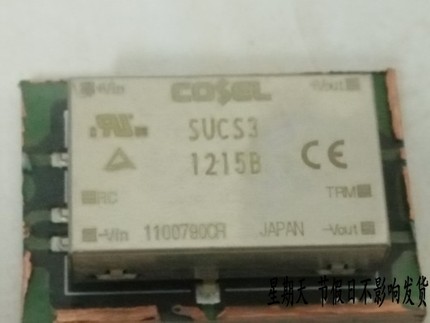 +Vin COSEL -Vout
SUCS3
1215B CE
RC TRM
-Vin 1100790CR JAPAN -Vout
星期天 节假日不影响发货